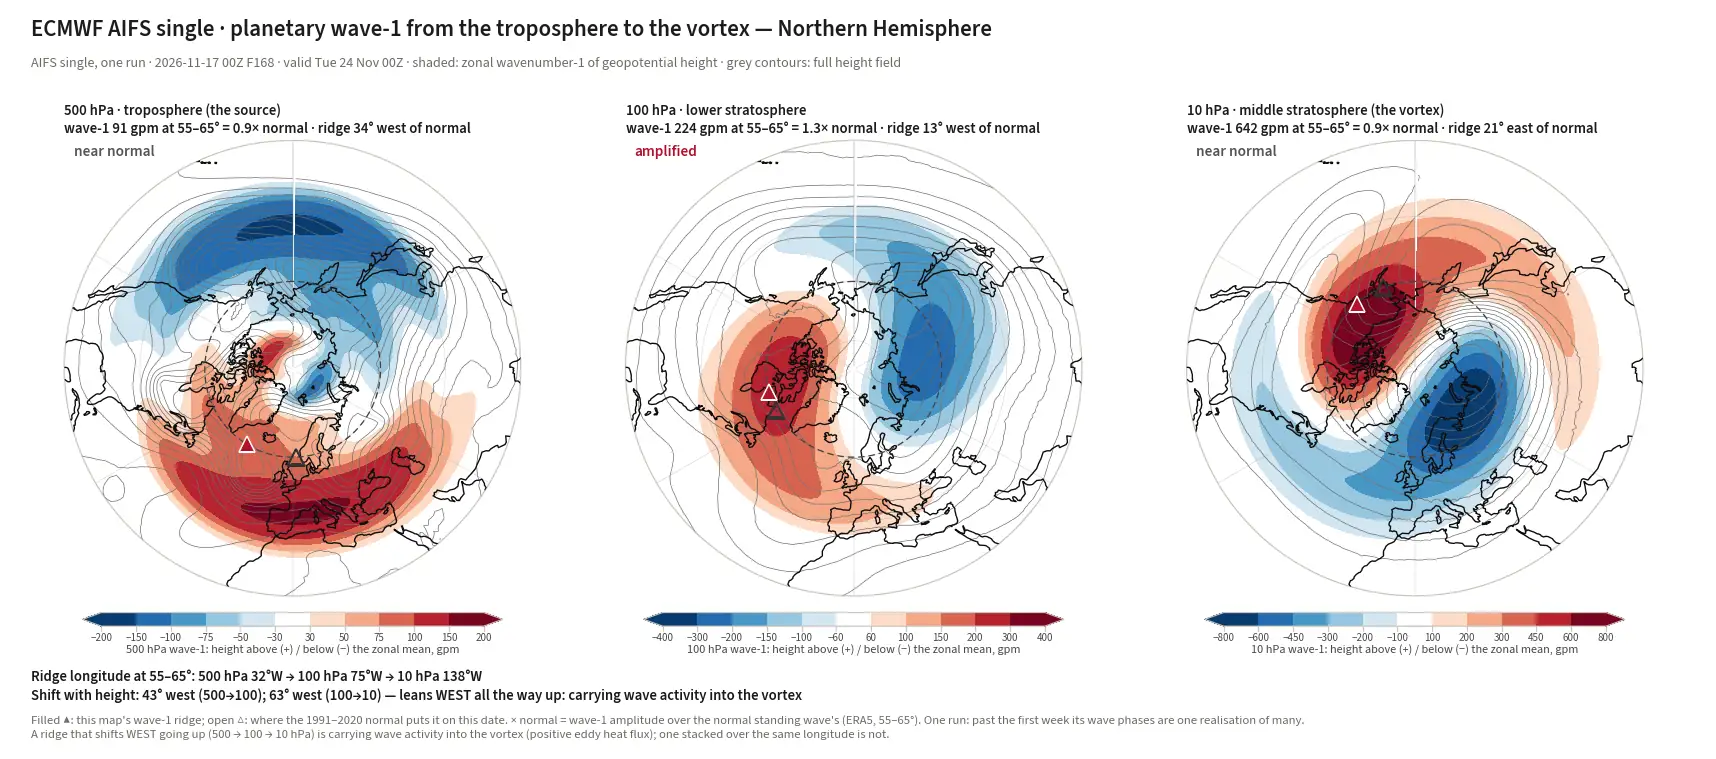 ECMWF AIFS single · planetary wave-1 from the troposphere to the vortex — Northern Hemisphere
AIFS single, one run · 2026-11-17 00Z F168 · valid Tue 24 Nov 00Z · shaded: zonal wavenumber-1 of geopotential height · grey contours: full height field
500 hPa · troposphere (the source)
wave-1 91 gpm at 55–65° = 0.9× normal · ridge 34° west of normal
near normal
100 hPa · lower stratosphere
wave-1 224 gpm at 55–65° = 1.3× normal · ridge 13° west of normal
amplified
10 hPa · middle stratosphere (the vortex)
wave-1 642 gpm at 55–65° = 0.9× normal · ridge 21° east of normal
near normal
−200 −150 −100 −75 −50 −30 30 50 75 100 150 200
500 hPa wave-1: height above (+) / below (−) the zonal mean, gpm
−400 −300 −200 −150 −100 −60 60 100 150 200 300 400
100 hPa wave-1: height above (+) / below (−) the zonal mean, gpm
−800 −600 −450 −300 −200 −100 100 200 300 450 600 800
10 hPa wave-1: height above (+) / below (−) the zonal mean, gpm
Ridge longitude at 55–65°: 500 hPa 32°W → 100 hPa 75°W → 10 hPa 138°W
Shift with height: 43° west (500→100); 63° west (100→10) — leans WEST all the way up: carrying wave activity into the vortex
Filled ▲: this map's wave-1 ridge; open △: where the 1991–2020 normal puts it on this date. × normal = wave-1 amplitude over the normal standing wave's (ERA5, 55–65°). One run: past the first week its wave phases are one realisation of many.
A ridge that shifts WEST going up (500 → 100 → 10 hPa) is carrying wave activity into the vortex (positive eddy heat flux); one stacked over the same longitude is not.